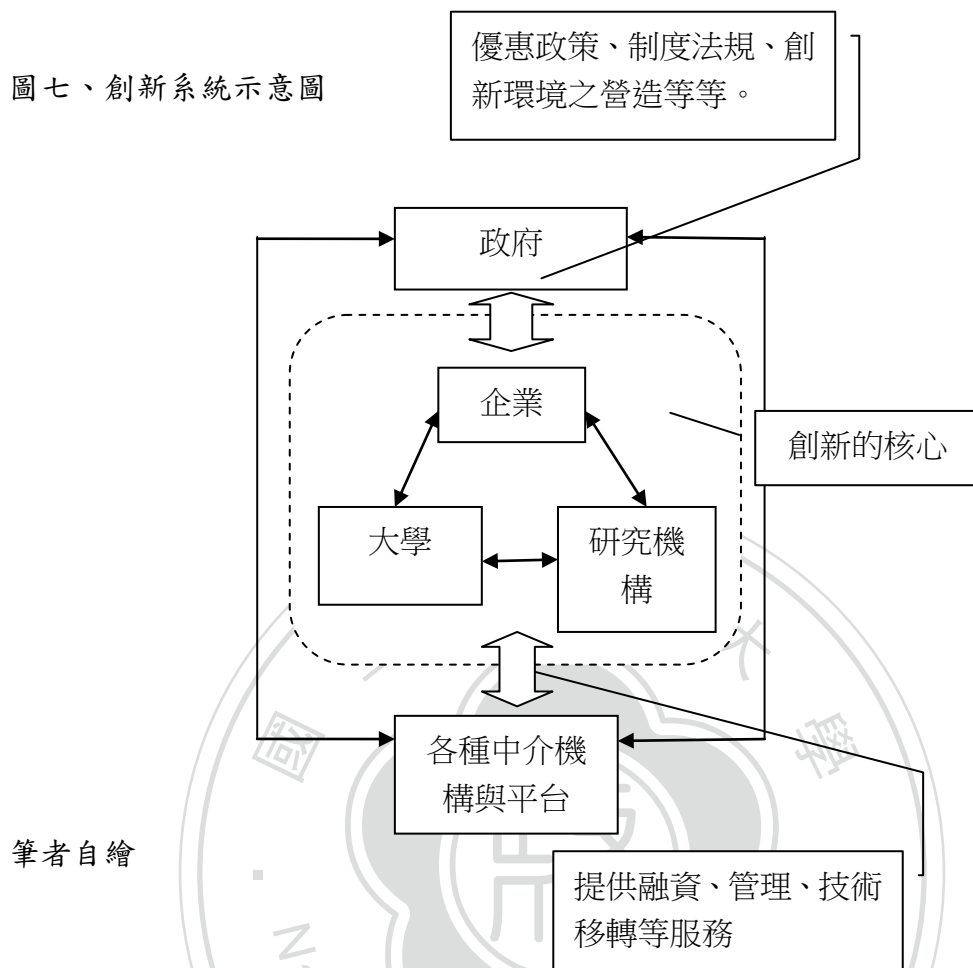 優惠政策、制度法規、創
新環境之營造等等。
圖七、創新系統示意圖
政府
企業
創新的核心
大學
研究機
構
各種中介機
構與平台
筆者自繪
提供融資、管理、技術
移轉等服務
國
大
學